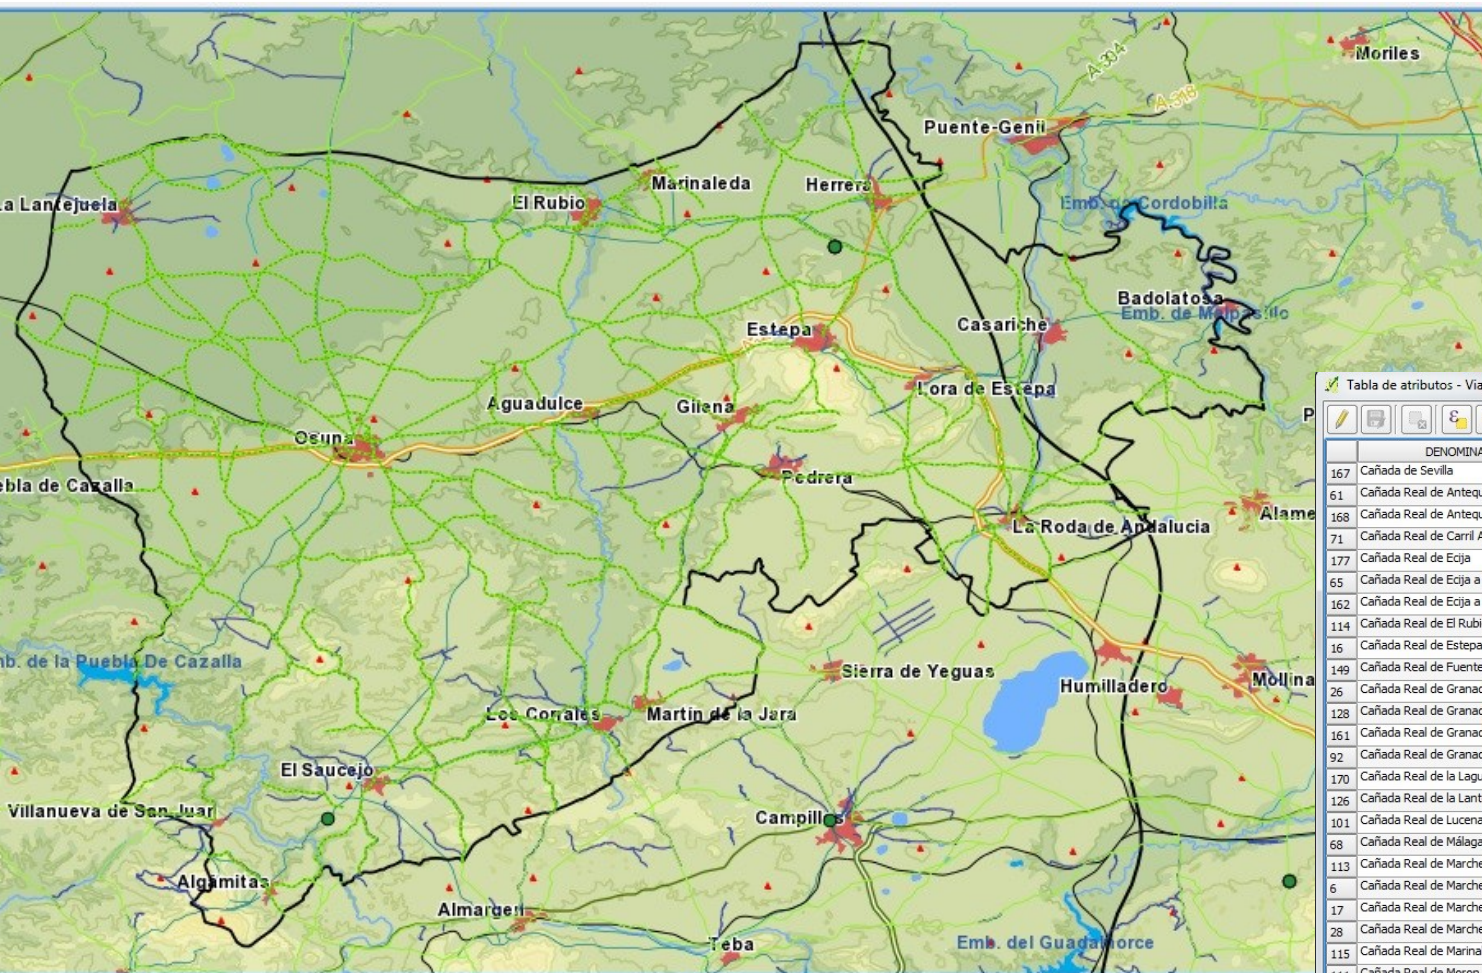 Moriles
A-304
A-318
Puente-Genil
Marinaleda
Herrera
La Lantejuela
El Rubio
Emb. de Cordobilla
Badolatosa
Emb. de Malpasillo
Estepa
Casariche
Tabla de atributos - Via
Lora de Estepa
Aguadulce
Gilena
Osuna
DENOMINA
167 Cañada de Sevilla
ebla de Cazalla
Pedrera
61 Cañada Real de Antequ
168 Cañada Real de Antequ
Alame
La Roda de Andalucia
71 Cañada Real de Carril A
177 Cañada Real de Ecija
65 Cañada Real de Ecija a
162 Cañada Real de Ecija a
114 Cañada Real de El Rubi
16 Cañada Real de Estepa
mb. de la Puebla De Cazalla
149 Cañada Real de Fuente
Sierra de Yeguas
Mollina
Humilladero
26 Cañada Real de Granad
Los Corrales
Martín de la Jara
128 Cañada Real de Granad
161 Cañada Real de Granad
92 Cañada Real de Granad
El Saucejo
170 Cañada Real de la Lagu
126 Cañada Real de la Lant
Villanueva de San Juan
Campillos
101 Cañada Real de Lucena
68 Cañada Real de Málaga
113 Cañada Real de Marche
Algámitas
6 Cañada Real de Marche
Almargen
17 Cañada Real de Marche
28 Cañada Real de Marche
Teba
Emb. del Guadalhorce
115 Cañada Real de Marina